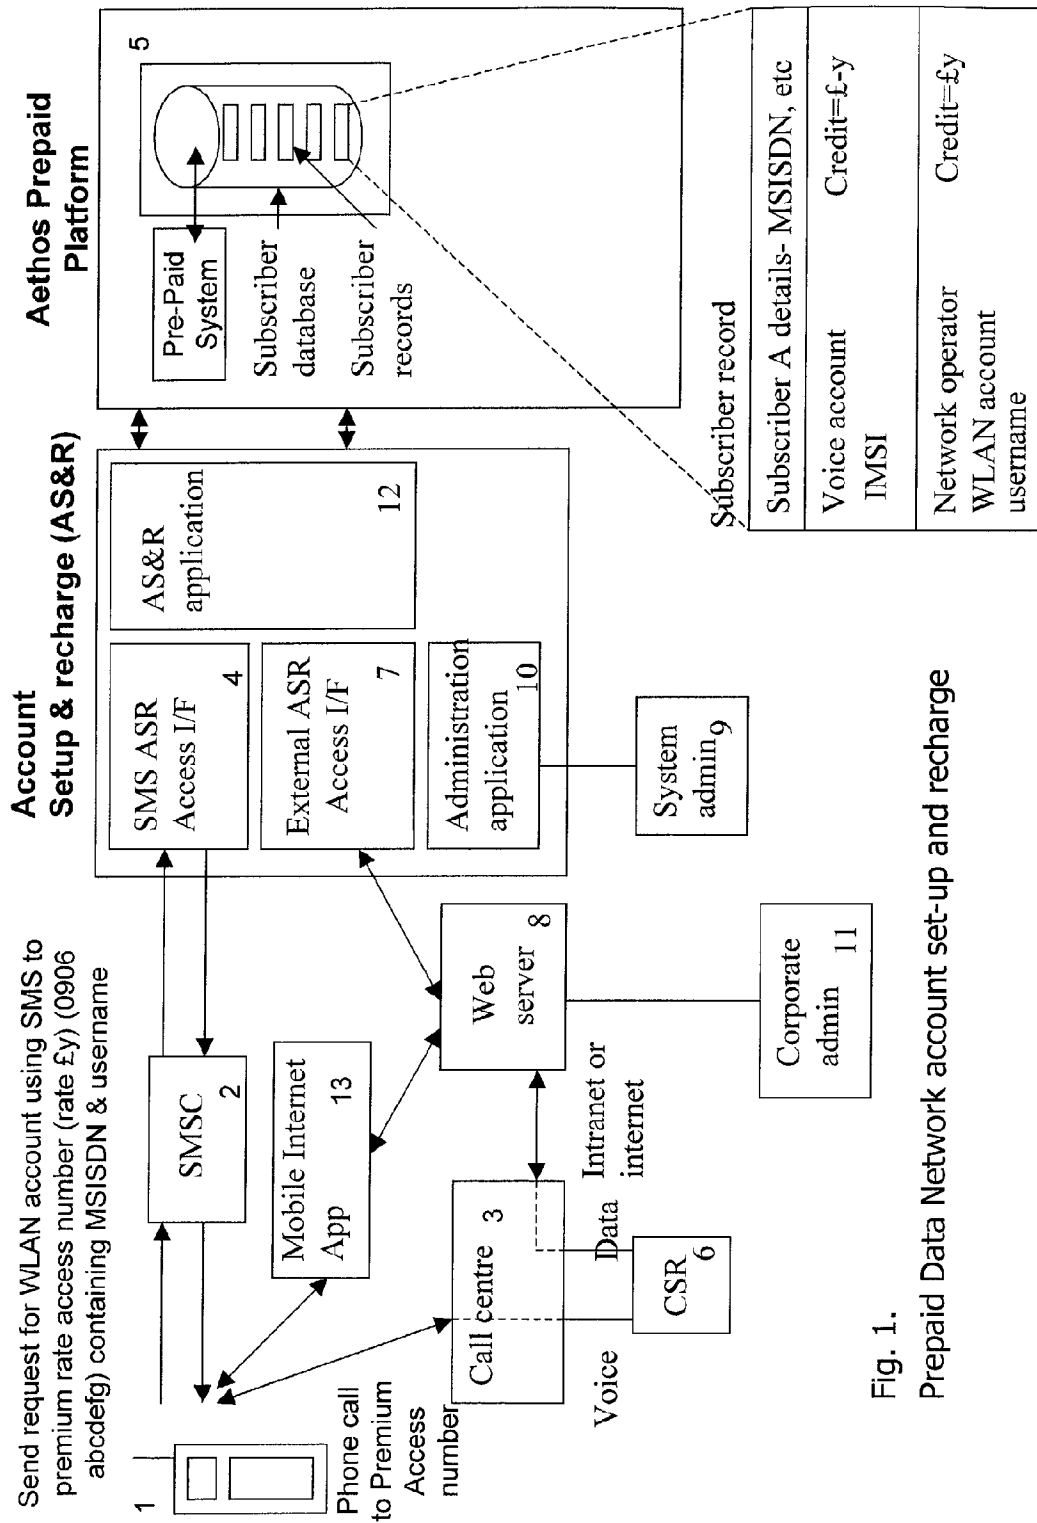 Send request for WLAN account using SMS to
premium rate access number (rate £y) (0906
abcdefg) containing MSISDN & username
1
Phone call
to Premium
Access
number
SMSC
2
Mobile Internet
App
13
Call centre
3
Voice
Data
CSR
6
Intranet or
internet
Web
server
8
Corporate
admin
11
Account
Setup & recharge (AS&R)
SMS ASR
Access I/F
4
External ASR
Access I/F
7
Administration
application
10
AS&R
application
12
System
admin
9
Aethos Prepaid
Platform
5
Pre-Paid
System
Subscriber
database
Subscriber
records
Subscriber record
Subscriber A details- MSISDN, etc
Voice account Credit=£-y
IMSI
Network operator Credit=£y
WLAN account
username
Fig. 1.
Prepaid Data Network account set-up and recharge